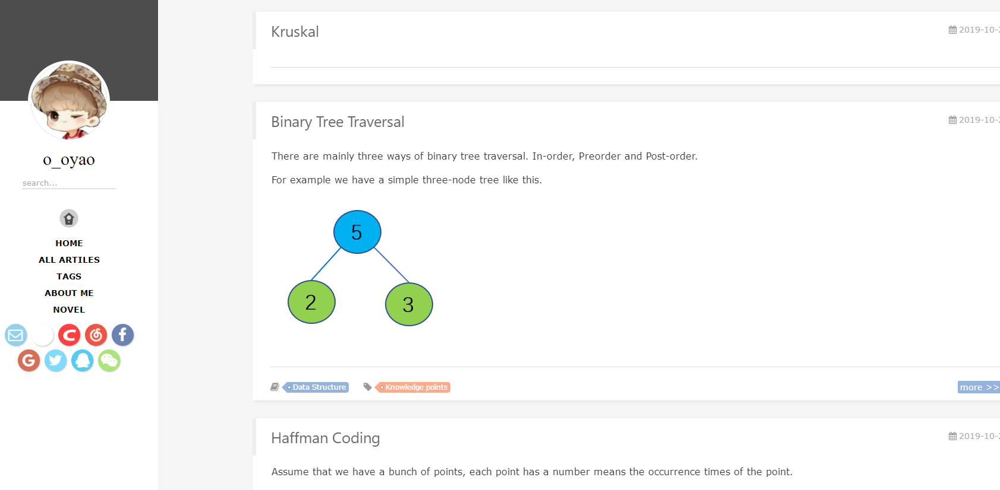 o_oyao
search...
HOME
ALL ARTILES
TAGS
ABOUT ME
NOVEL
Kruskal
2019-10-2
Binary Tree Traversal
2019-10-2
There are mainly three ways of binary tree traversal. In-order, Preorder and Post-order.
For example we have a simple three-node tree like this.
5
2
3
Data Structure
Knowledge points
more >>
Haffman Coding
2019-10-2
Assume that we have a bunch of points, each point has a number means the occurrence times of the point.